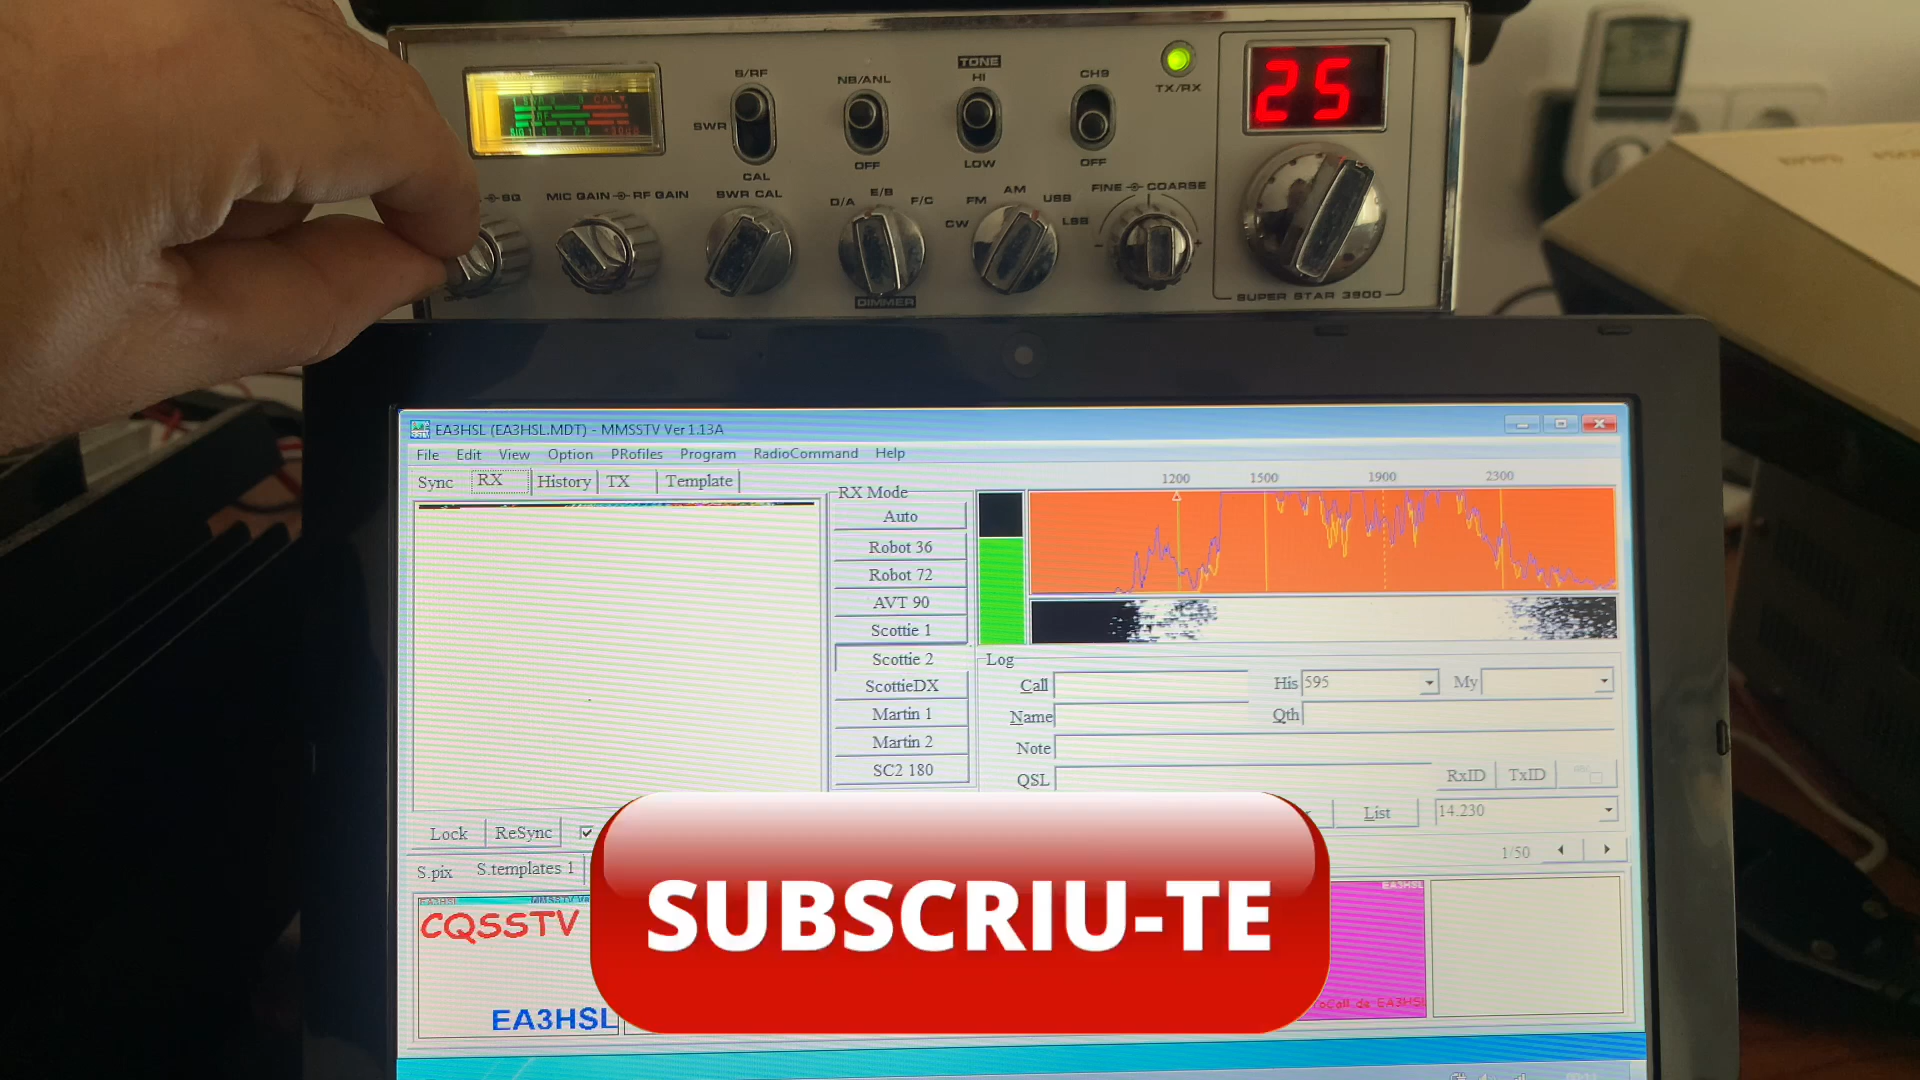 S/RF
SWR
CAL
NB/ANL
OFF
TONE
HI
LOW
CH9
OFF
TX/RX
25
SQ
MIC GAIN RF GAIN
SWR CAL
D/A E/B F/C
DIMMER
CW FM AM USB LSB
FINE COARSE
- +
SUPER STAR 3900
EA3HSL (EA3HSL.MDT) - MMSSTV Ver 1.13A
File Edit View Option PRofiles Program RadioCommand Help
Sync RX History TX Template
RX Mode
Auto
Robot 36
Robot 72
AVT 90
Scottie 1
Scottie 2
ScottieDX
Martin 1
Martin 2
SC2 180
1200 1500 1900 2300
Log
Call His 595 My
Name Qth
Note
QSL RxID TxID
List 14.230
Lock ReSync
1/50
S.pix S.templates 1
EA3HSL
CQSSTV
EA3HSL
EA3HSL
de EA3HSL
SUBSCRIU-TE